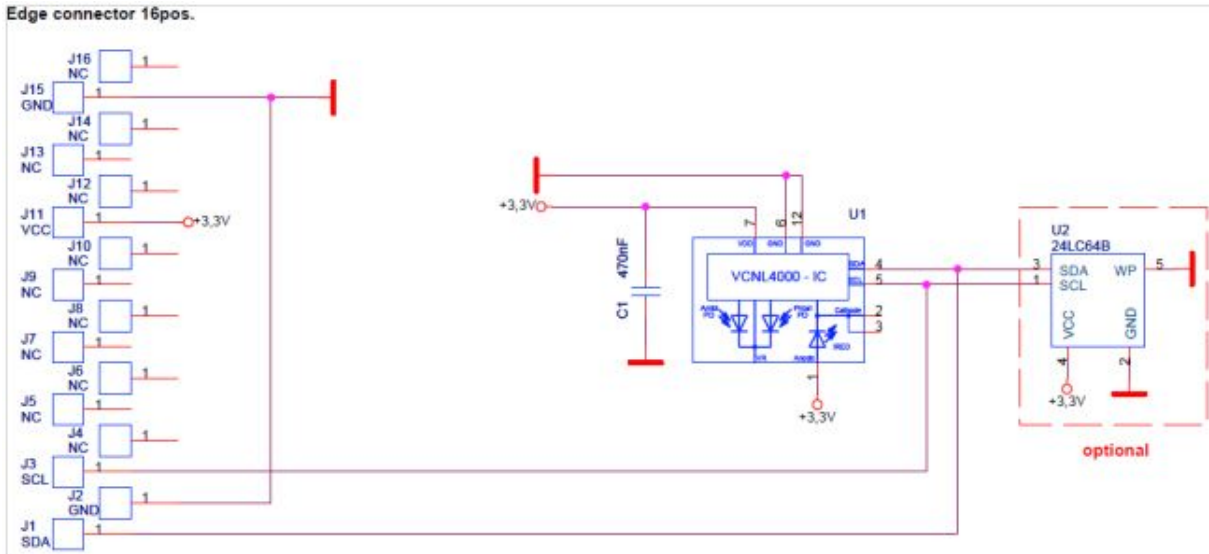 Edge connector 16pos.
J16
NC
1
J15
GND
1
J14
NC
1
J13
NC
1
J12
NC
1
J11
VCC
1
+3,3V
J10
NC
1
J9
NC
1
J8
NC
1
J7
NC
1
J6
NC
1
J5
NC
1
J4
NC
1
J3
SCL
1
J2
GND
1
J1
SDA
1
+3,3V
C1
470nF
7
6
12
U1
VDD
GND
GND
VCNL4000 - IC
SDA
SCL
4
5
Cathode
2
3
IRED
Anode
1
+3,3V
U2
24LC64B
3
SDA
WP
5
1
SCL
VCC
GND
4
2
+3,3V
optional